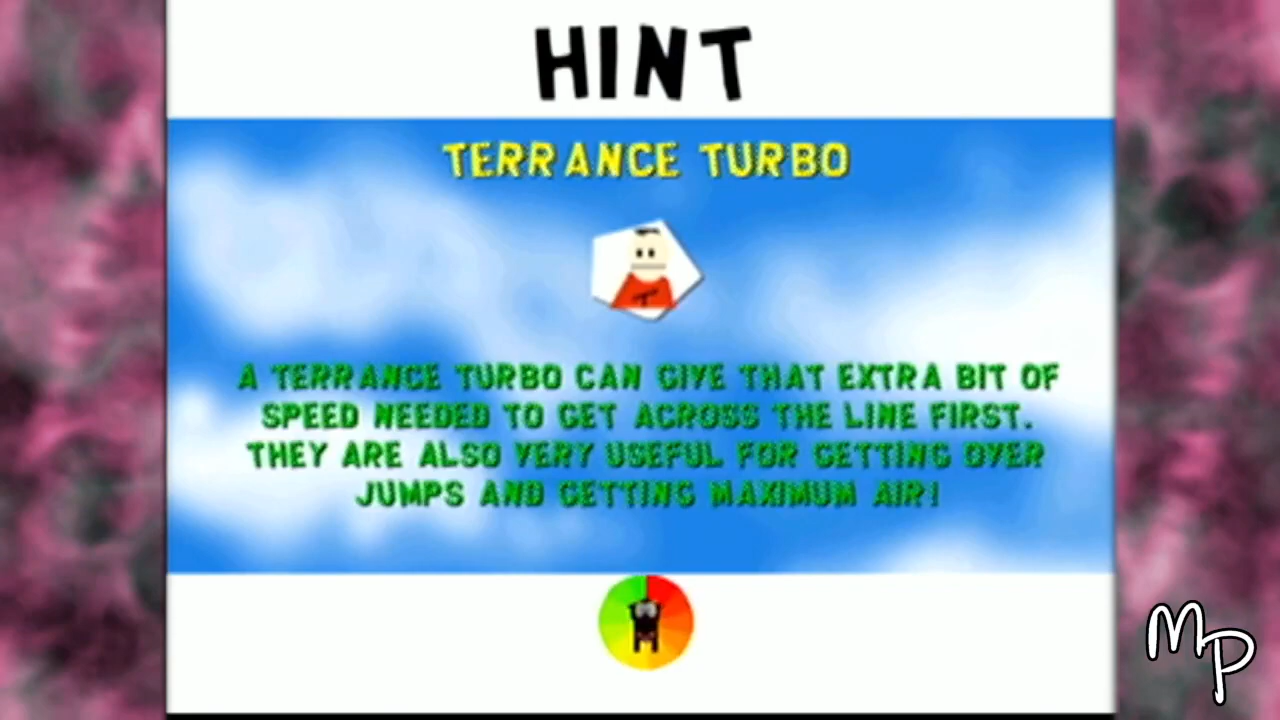 HINT
TERRANCE TURBO
A TERRANCE TURBO CAN GIVE THAT EXTRA BIT OF
SPEED NEEDED TO GET ACROSS THE LINE FIRST.
THEY ARE ALSO VERY USEFUL FOR GETTING OVER
JUMPS AND GETTING MAXIMUM AIR!
T
MP